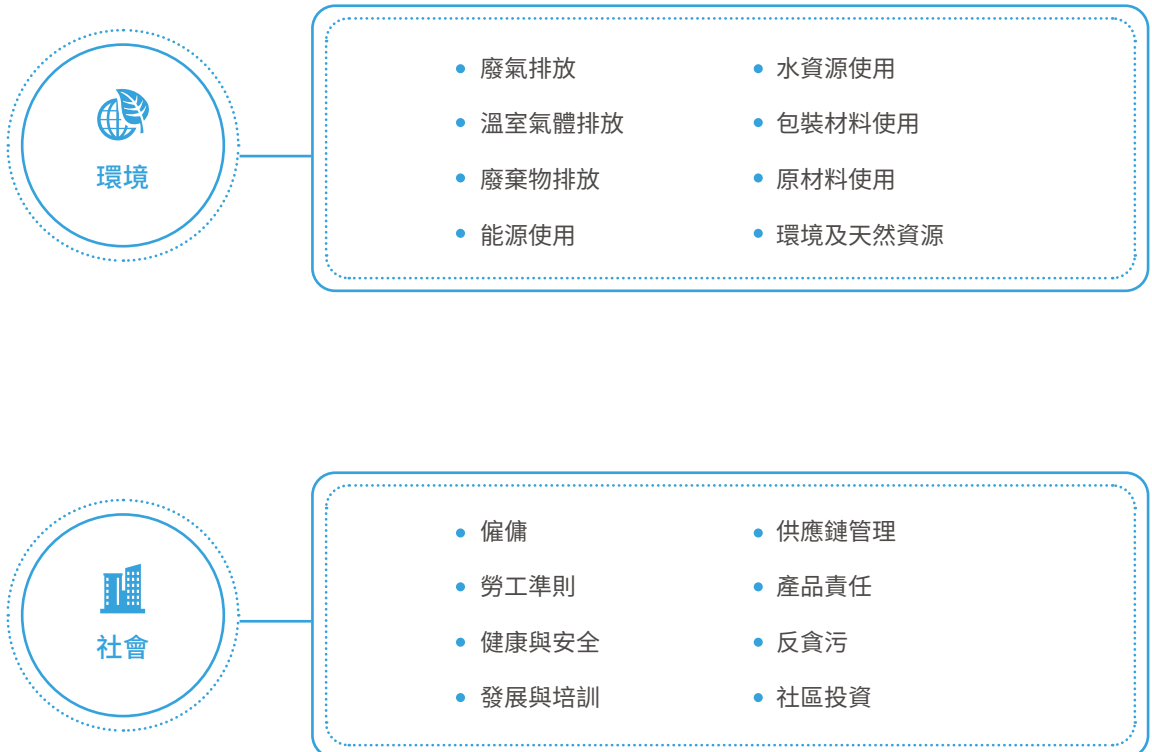 環境
• 廢氣排放
• 溫室氣體排放
• 廢棄物排放
• 能源使用
• 水資源使用
• 包裝材料使用
• 原材料使用
• 環境及天然資源
社會
• 僱傭
• 勞工準則
• 健康與安全
• 發展與培訓
• 供應鏈管理
• 產品責任
• 反貪污
• 社區投資